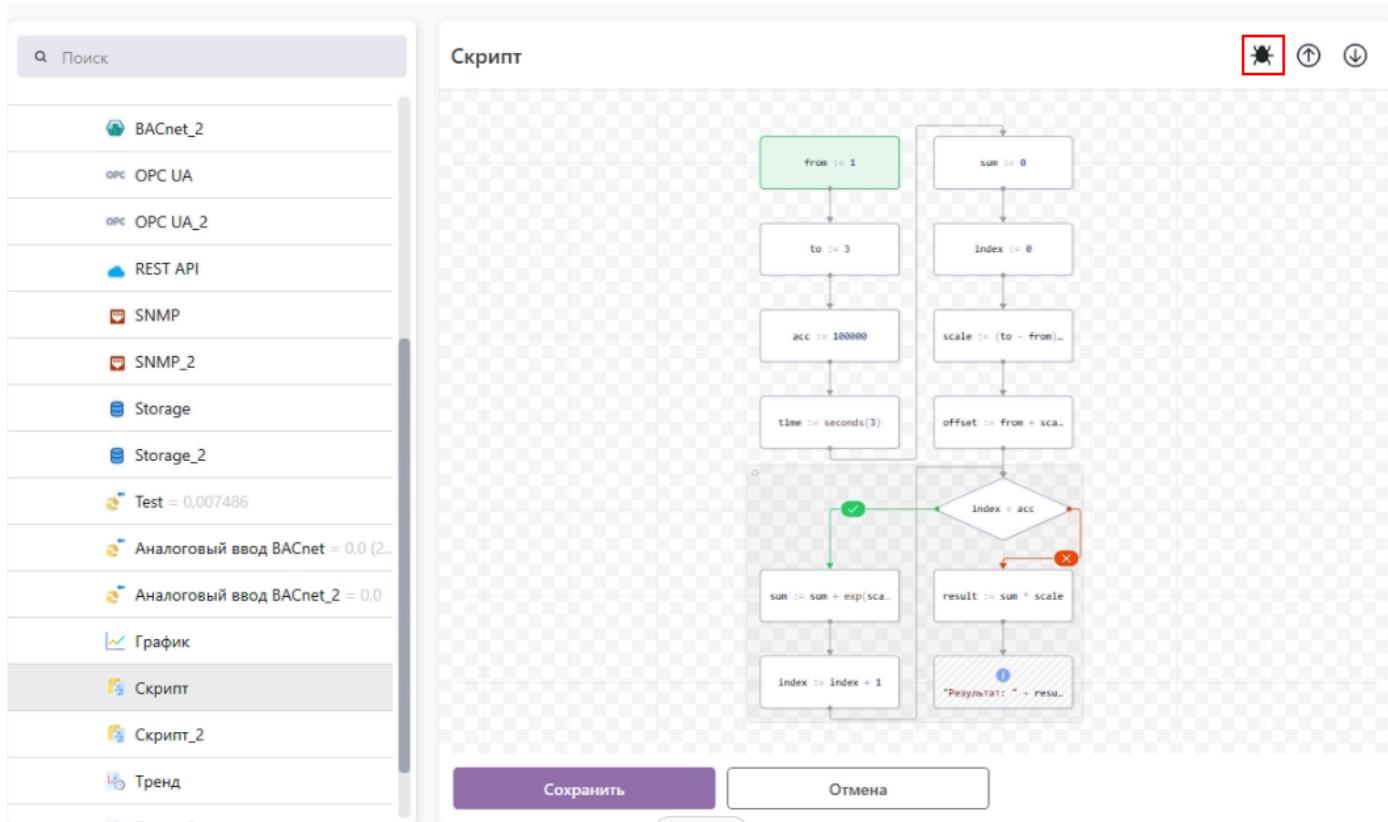 Поиск
BACnet_2
OPC OPC UA
OPC OPC UA_2
REST API
SNMP
SNMP_2
Storage
Storage_2
Test = 0,007486
Аналоговый ввод BACnet = 0,0 (2..
Аналоговый ввод BACnet_2 = 0,0
График
Скрипт
Скрипт_2
Тренд
Скрипт
from := 1
to := 3
acc := 100000
time := seconds(3)
sum := 0
index := 0
scale := (to - from)…
offset := from + sca…
index < acc
sum := sum + exp(sca…
index := index + 1
result := sum * scale
"Результат: " + resu…
Сохранить
Отмена